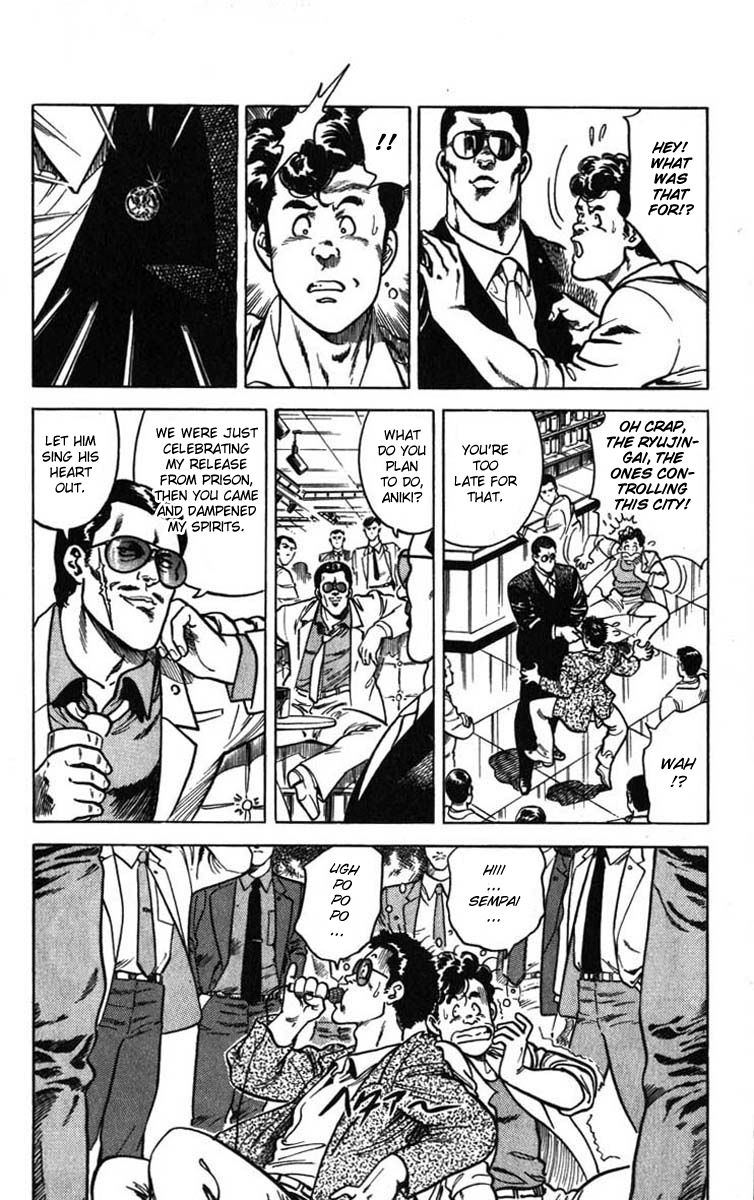 HEY!
WHAT
WAS
THAT
FOR!?
!!
OH CRAP,
THE RYUJIN-
GAI, THE
ONES CON-
TROLLING
THIS CITY!
YOU'RE
TOO
LATE FOR
THAT.
WAH
!?
WHAT
DO YOU
PLAN
TO DO,
ANIKI?
WE WERE JUST
CELEBRATING
MY RELEASE
FROM PRISON,
THEN YOU CAME
AND DAMPENED
MY SPIRITS.
LET HIM
SING HIS
HEART
OUT.
HIII
...
SEMPAI
...
UGH
PO
PO
PO
...
ペタァ〜